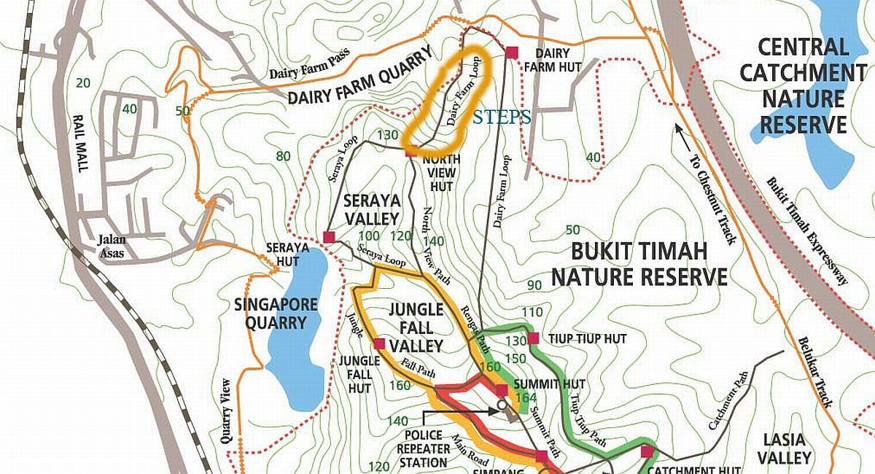 CENTRAL
CATCHMENT
NATURE
RESERVE
DAIRY
FARM HUT
Dairy Farm Pass
DAIRY FARM QUARRY
Dairy Farm Loop
STEPS
20
40
50
RAIL MALL
80
130
Seraya Loop
NORTH
VIEW
HUT
40
To Chestnut Track
Bukit Timah Expressway
Dairy Farm Loop
SERAYA
VALLEY
100
120
140
North View Path
50
Jalan
Asas
SERAYA
HUT
Seraya Loop
BUKIT TIMAH
NATURE RESERVE
SINGAPORE
QUARRY
90
110
JUNGLE
FALL
VALLEY
Rengas Path
130
150
TIUP TIUP HUT
Jungle Fall Path
JUNGLE
FALL
HUT
160
160
SUMMIT HUT
164
Belukar Track
Catchment Path
Tiup Tiup Path
Summit Path
Quarry View
140
POLICE
REPEATER
STATION
Main Road
120
SIMPANG
CATCHMENT HUT
LASIA
VALLEY